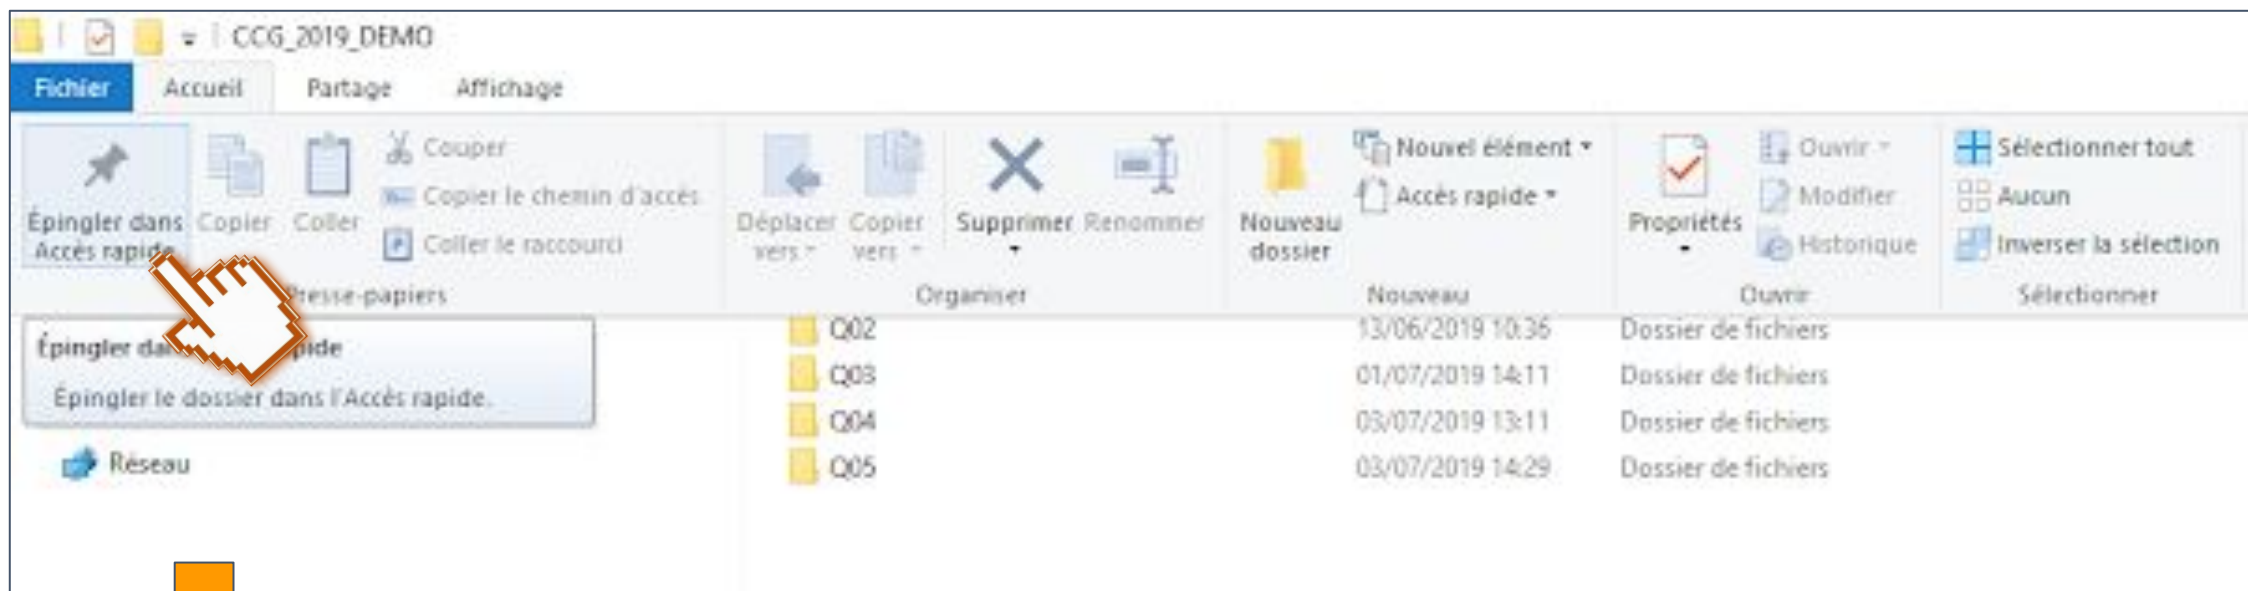 CCG_2019_DEMO
Fichier Accueil Partage Affichage
Épingler dans
Accès rapide
Copier
Coller
Couper
Copier le chemin d'accès
Coller le raccourci
Presse-papiers
Déplacer
vers
Copier
vers
Supprimer
Renommer
Organiser
Nouveau
dossier
Nouvel élément
Accès rapide
Nouveau
Propriétés
Ouvrir
Modifier
Historique
Ouvrir
Sélectionner tout
Aucun
Inverser la sélection
Sélectionner
Épingler dans rapide
Épingler le dossier dans l'Accès rapide.
Réseau
Q02 13/06/2019 10:36 Dossier de fichiers
Q03 01/07/2019 14:11 Dossier de fichiers
Q04 03/07/2019 13:11 Dossier de fichiers
Q05 03/07/2019 14:29 Dossier de fichiers